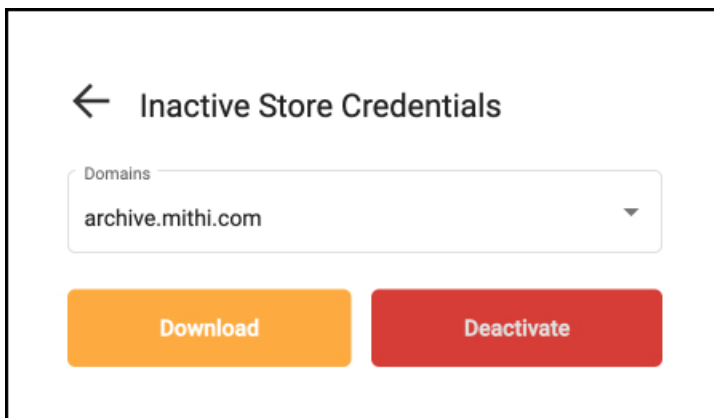 Inactive Store Credentials
Domains
archive.mithi.com
Download
Deactivate